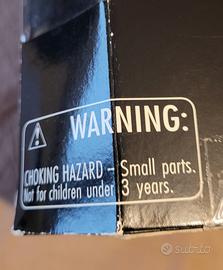 WARNING:
CHOKING HAZARD – Small parts.
Not for children under 3 years.
subito